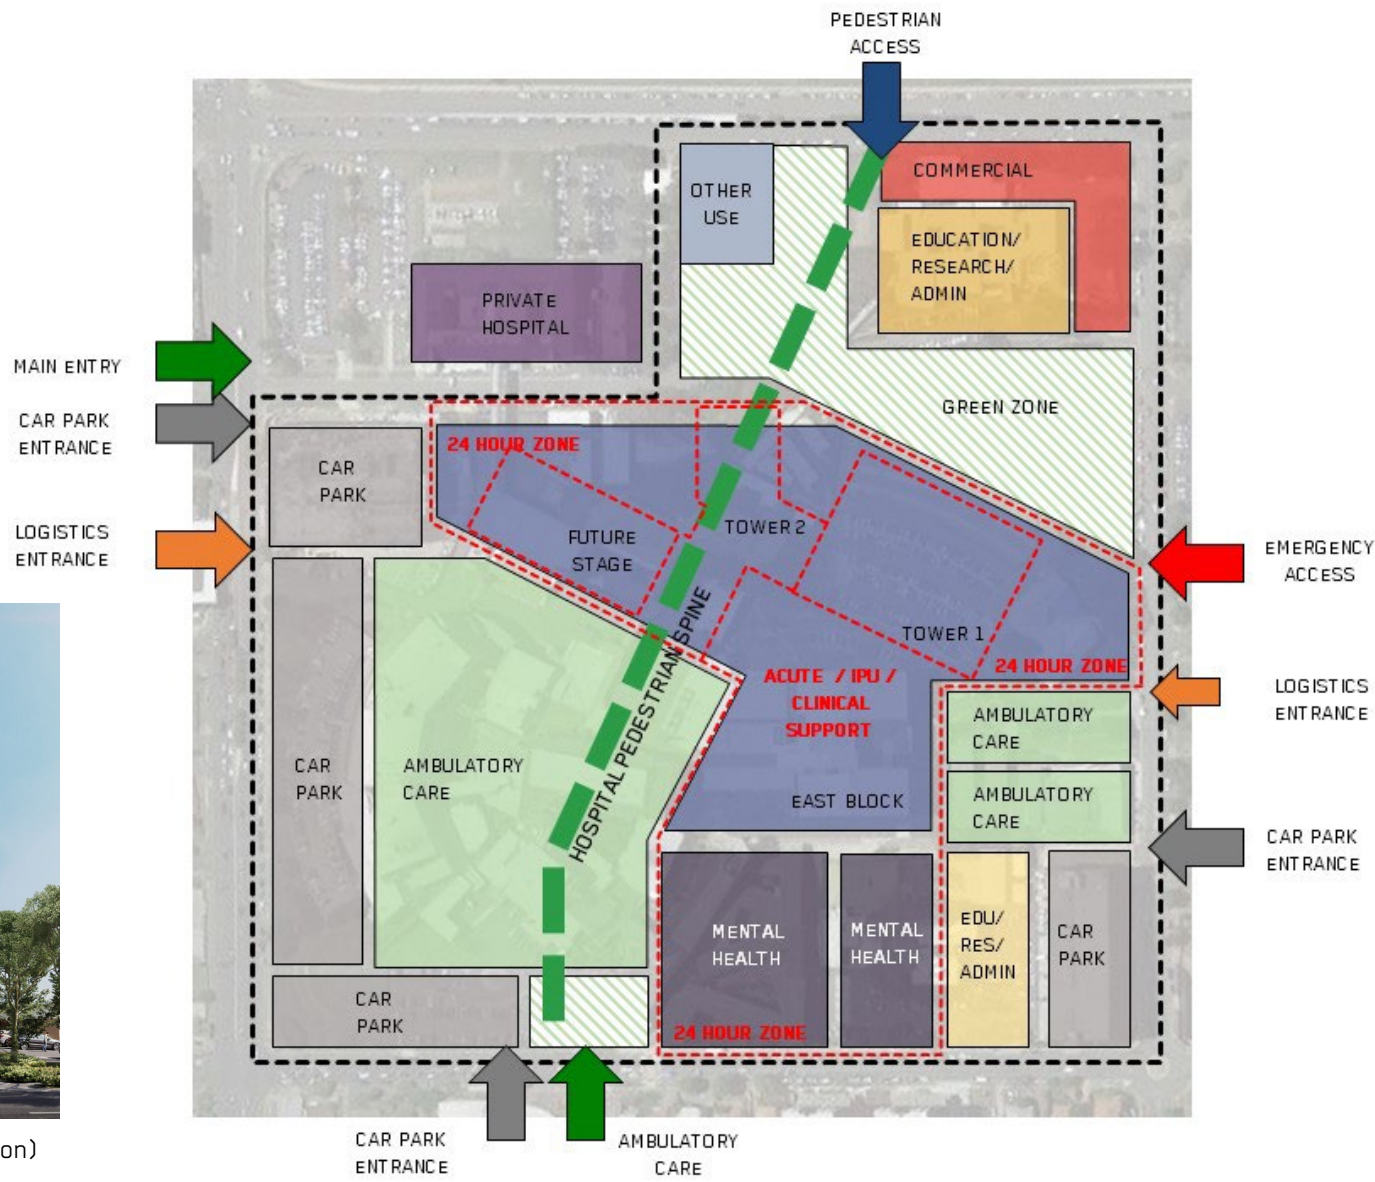 PEDESTRIAN
ACCESS
COMMERCIAL
OTHER
USE
EDUCATION/
RESEARCH/
ADMIN
PRIVATE
HOSPITAL
MAIN ENTRY
CAR PARK
ENTRANCE
GREEN ZONE
24 HOUR ZONE
CAR
PARK
LOGISTICS
ENTRANCE
FUTURE
STAGE
TOWER 2
EMERGENCY
ACCESS
HOSPITAL PEDESTRIAN SPINE
TOWER 1
24 HOUR ZONE
ACUTE / IPU /
CLINICAL
SUPPORT
LOGISTICS
ENTRANCE
AMBULATORY
CARE
CAR
PARK
AMBULATORY
CARE
EAST BLOCK
AMBULATORY
CARE
CAR PARK
ENTRANCE
MENTAL
HEALTH
MENTAL
HEALTH
EDU/
RES/
ADMIN
CAR
PARK
CAR
PARK
24 HOUR ZONE
CAR PARK
ENTRANCE
AMBULATORY
CARE
on)